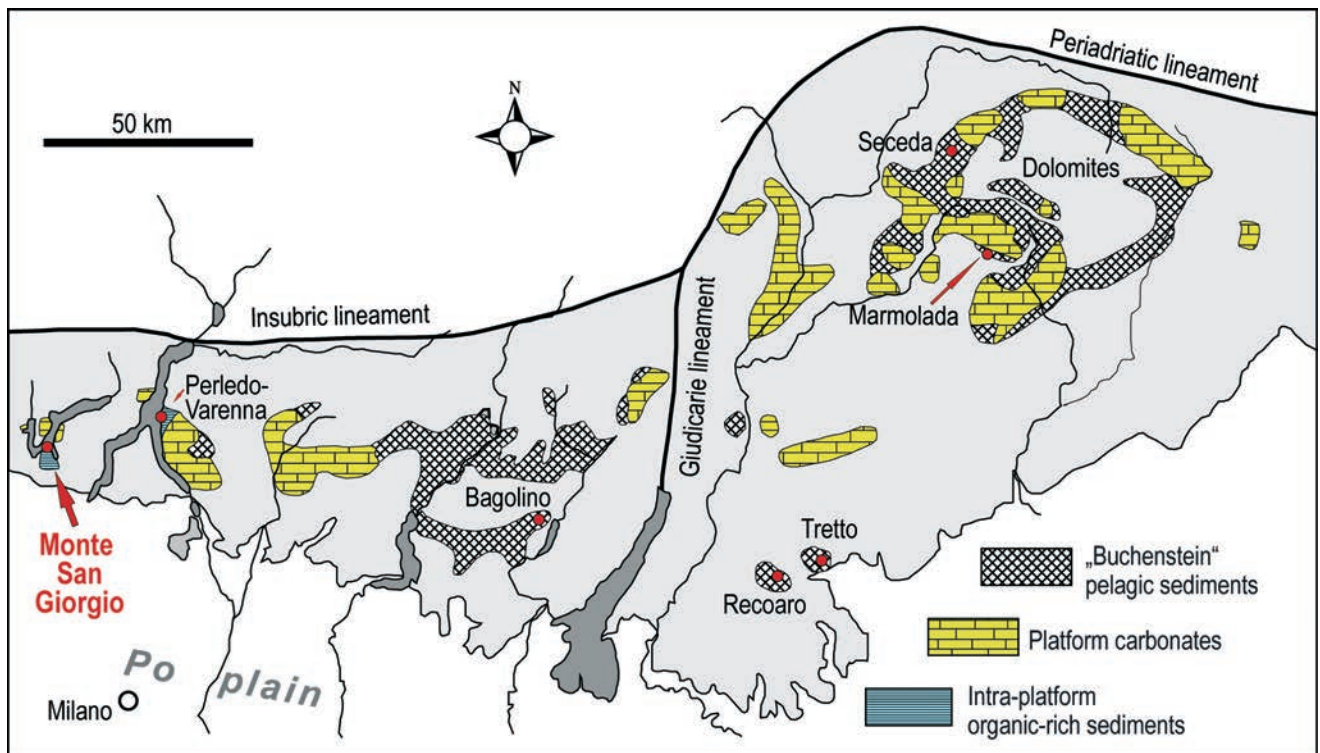 50 km
N
Periadriatic lineament
Seceda
Dolomites
Insubric lineament
Marmolada
Giudicarie lineament
Perledo-
Varenna
Bagolino
Monte
San
Giorgio
Tretto
Recoaro
„Buchenstein“
pelagic sediments
Platform carbonates
Intra-platform
organic-rich sediments
Po plain
Milano